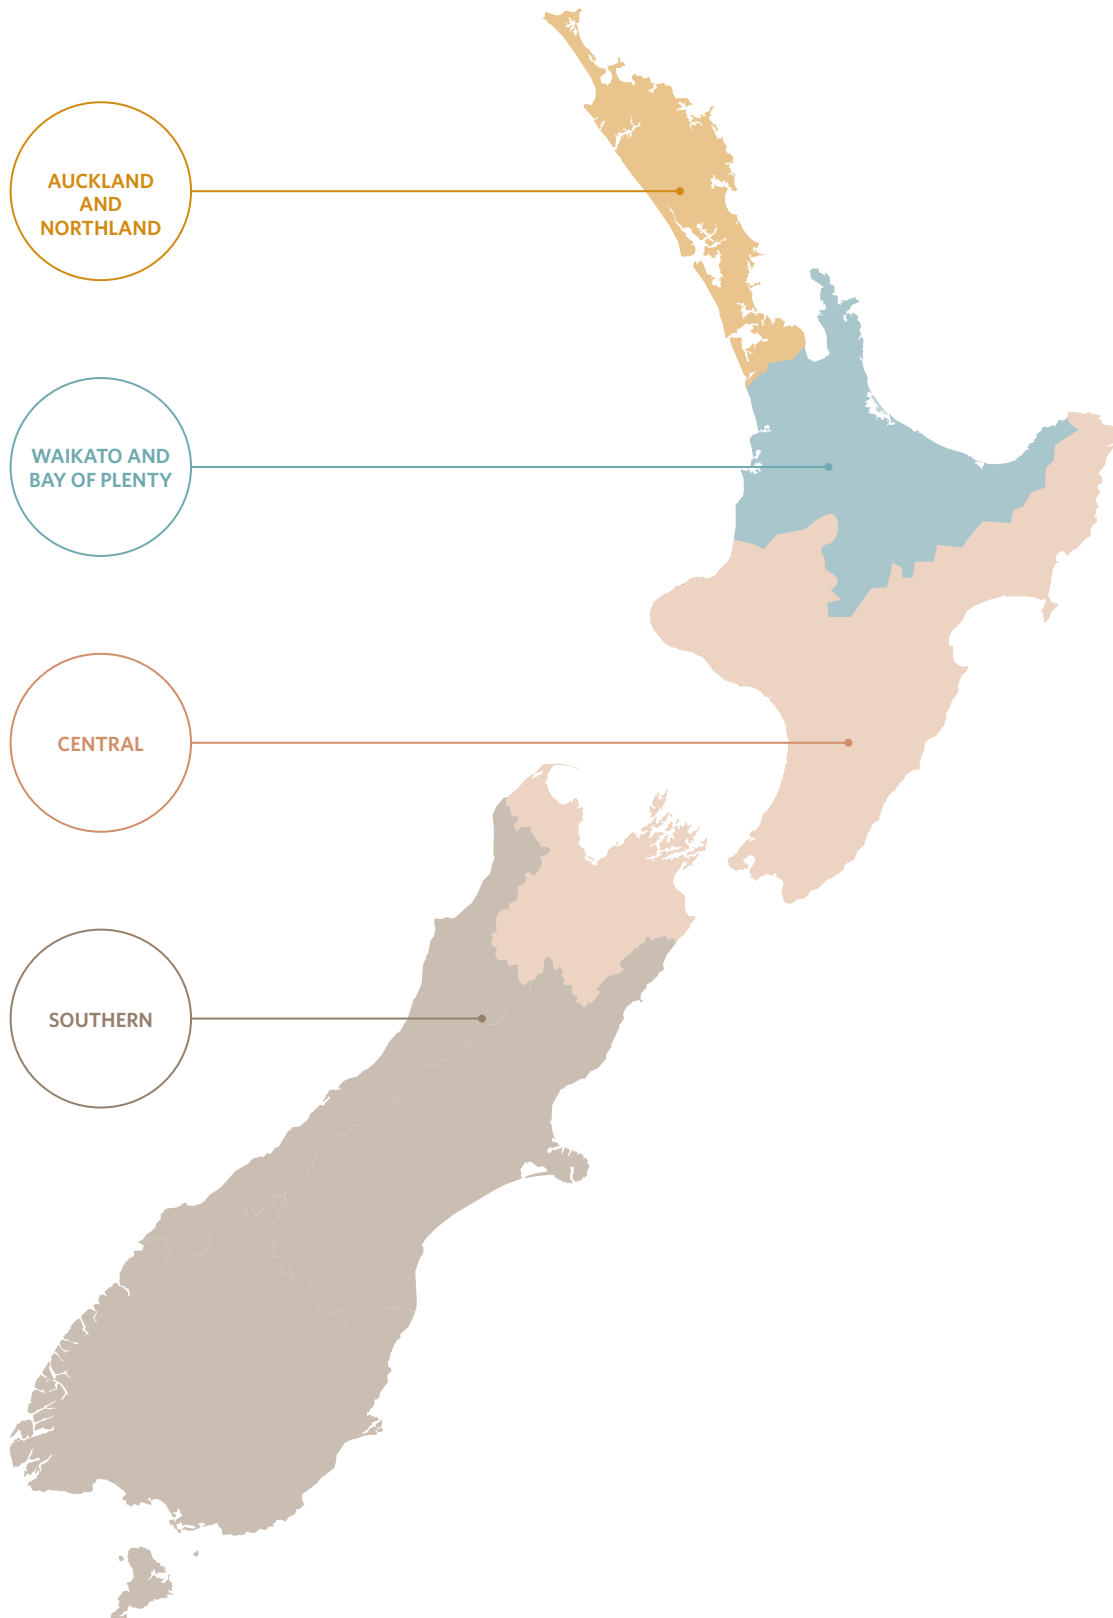 AUCKLAND
AND
NORTHLAND
WAIKATO AND
BAY OF PLENTY
CENTRAL
SOUTHERN